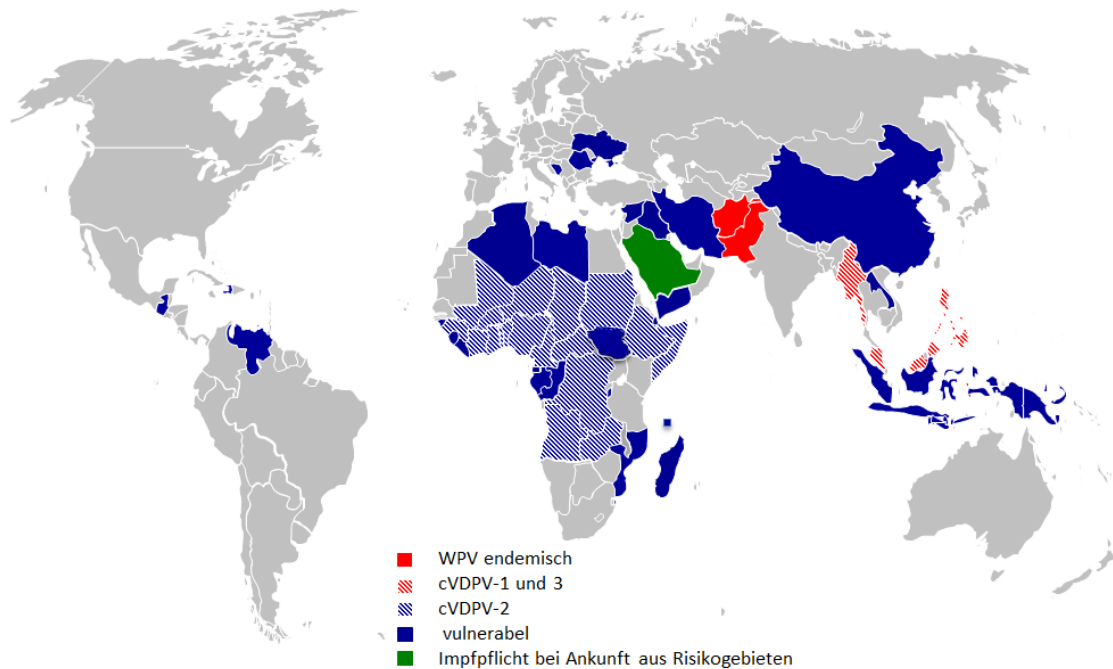 WPV endemisch
cVDPV-1 und 3
cVDPV-2
vulnerabel
Impfpflicht bei Ankunft aus Risikogebieten